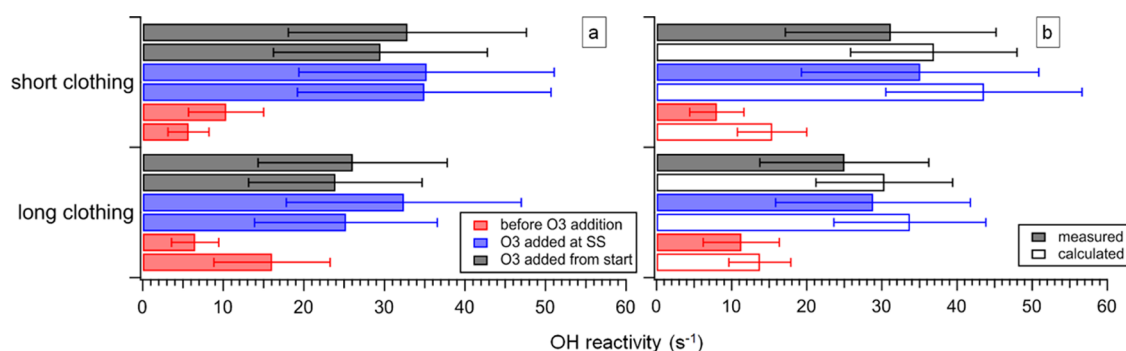 a
b
short clothing
long clothing
before O3 addition
O3 added at SS
O3 added from start
measured
calculated
0 10 20 30 40 50 60
0 10 20 30 40 50 60
OH reactivity (s⁻¹)